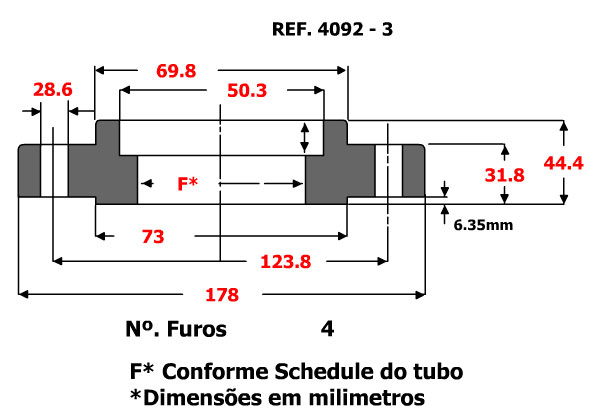 REF. 4092 - 3
69.8
28.6
50.3
44.4
31.8
F*
6.35mm
73
123.8
178
Nº. Furos 4
F* Conforme Schedule do tubo
*Dimensões em milimetros